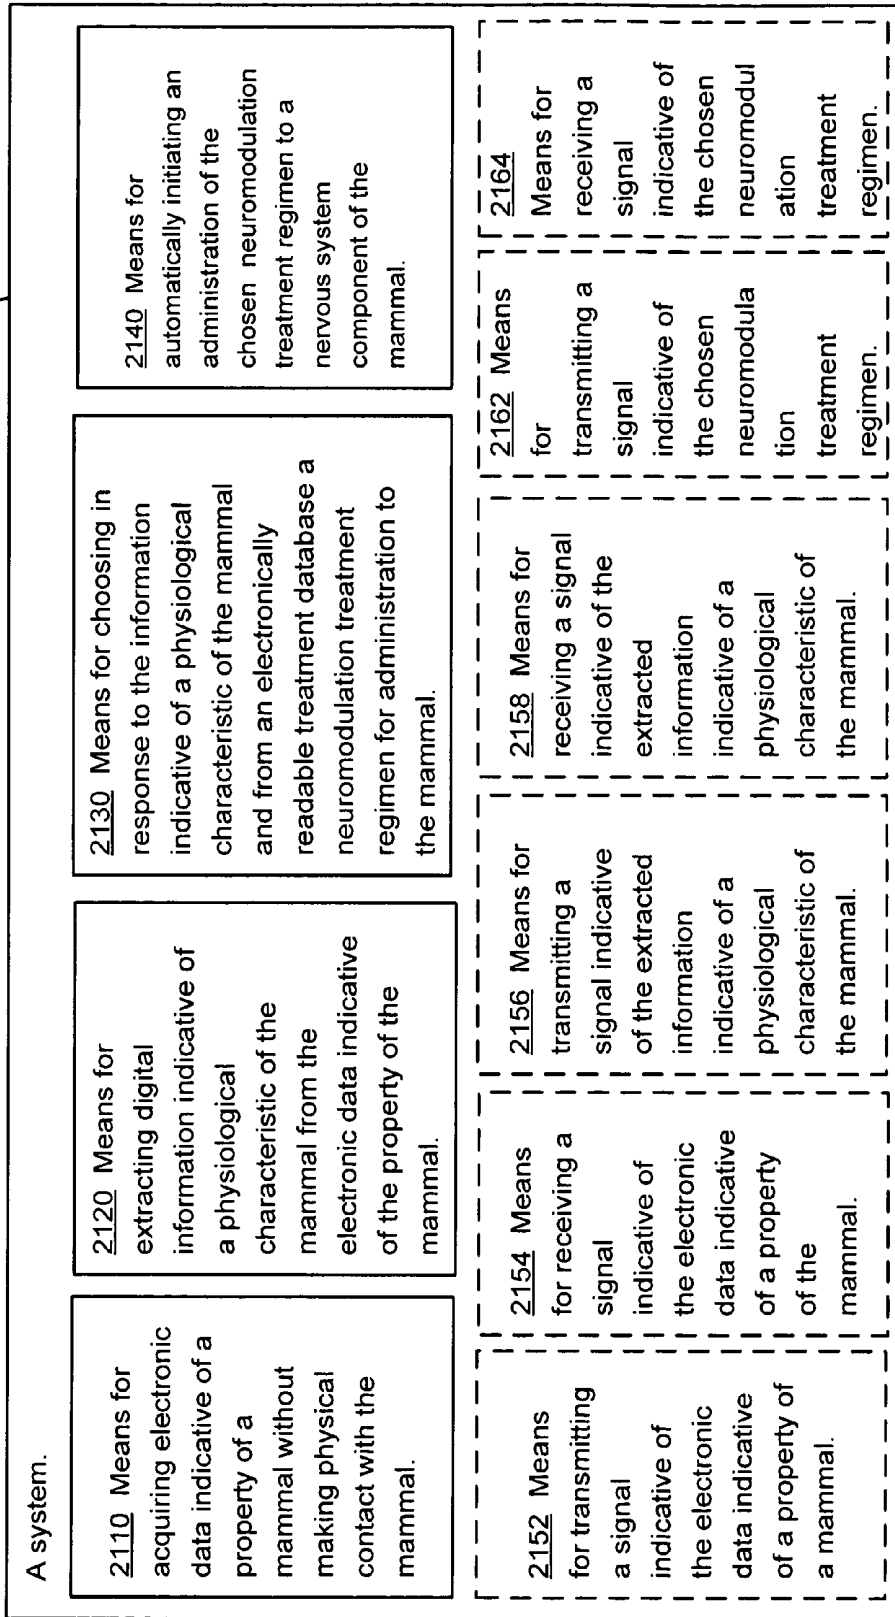 A system.
2110 Means for
acquiring electronic
data indicative of a
property of a
mammal without
making physical
contact with the
mammal.
2120 Means for
extracting digital
information indicative of
a physiological
characteristic of the
mammal from the
electronic data indicative
of the property of the
mammal.
2130 Means for choosing in
response to the information
indicative of a physiological
characteristic of the mammal
and from an electronically
readable treatment database a
neuromodulation treatment
regimen for administration to
the mammal.
2140 Means for
automatically initiating an
administration of the
chosen neuromodulation
treatment regimen to a
nervous system
component of the
mammal.
2152 Means
for transmitting
a signal
indicative of
the electronic
data indicative
of a property of
a mammal.
2154 Means
for receiving a
signal
indicative of
the electronic
data indicative
of a property
of the
mammal.
2156 Means for
transmitting a
signal indicative
of the extracted
information
indicative of a
physiological
characteristic of
the mammal.
2158 Means for
receiving a signal
indicative of the
extracted
information
indicative of a
physiological
characteristic of
the mammal.
2162 Means
for
transmitting a
signal
indicative of
the chosen
neuromodula
tion
treatment
regimen.
2164
Means for
receiving a
signal
indicative of
the chosen
neuromodul
ation
treatment
regimen.